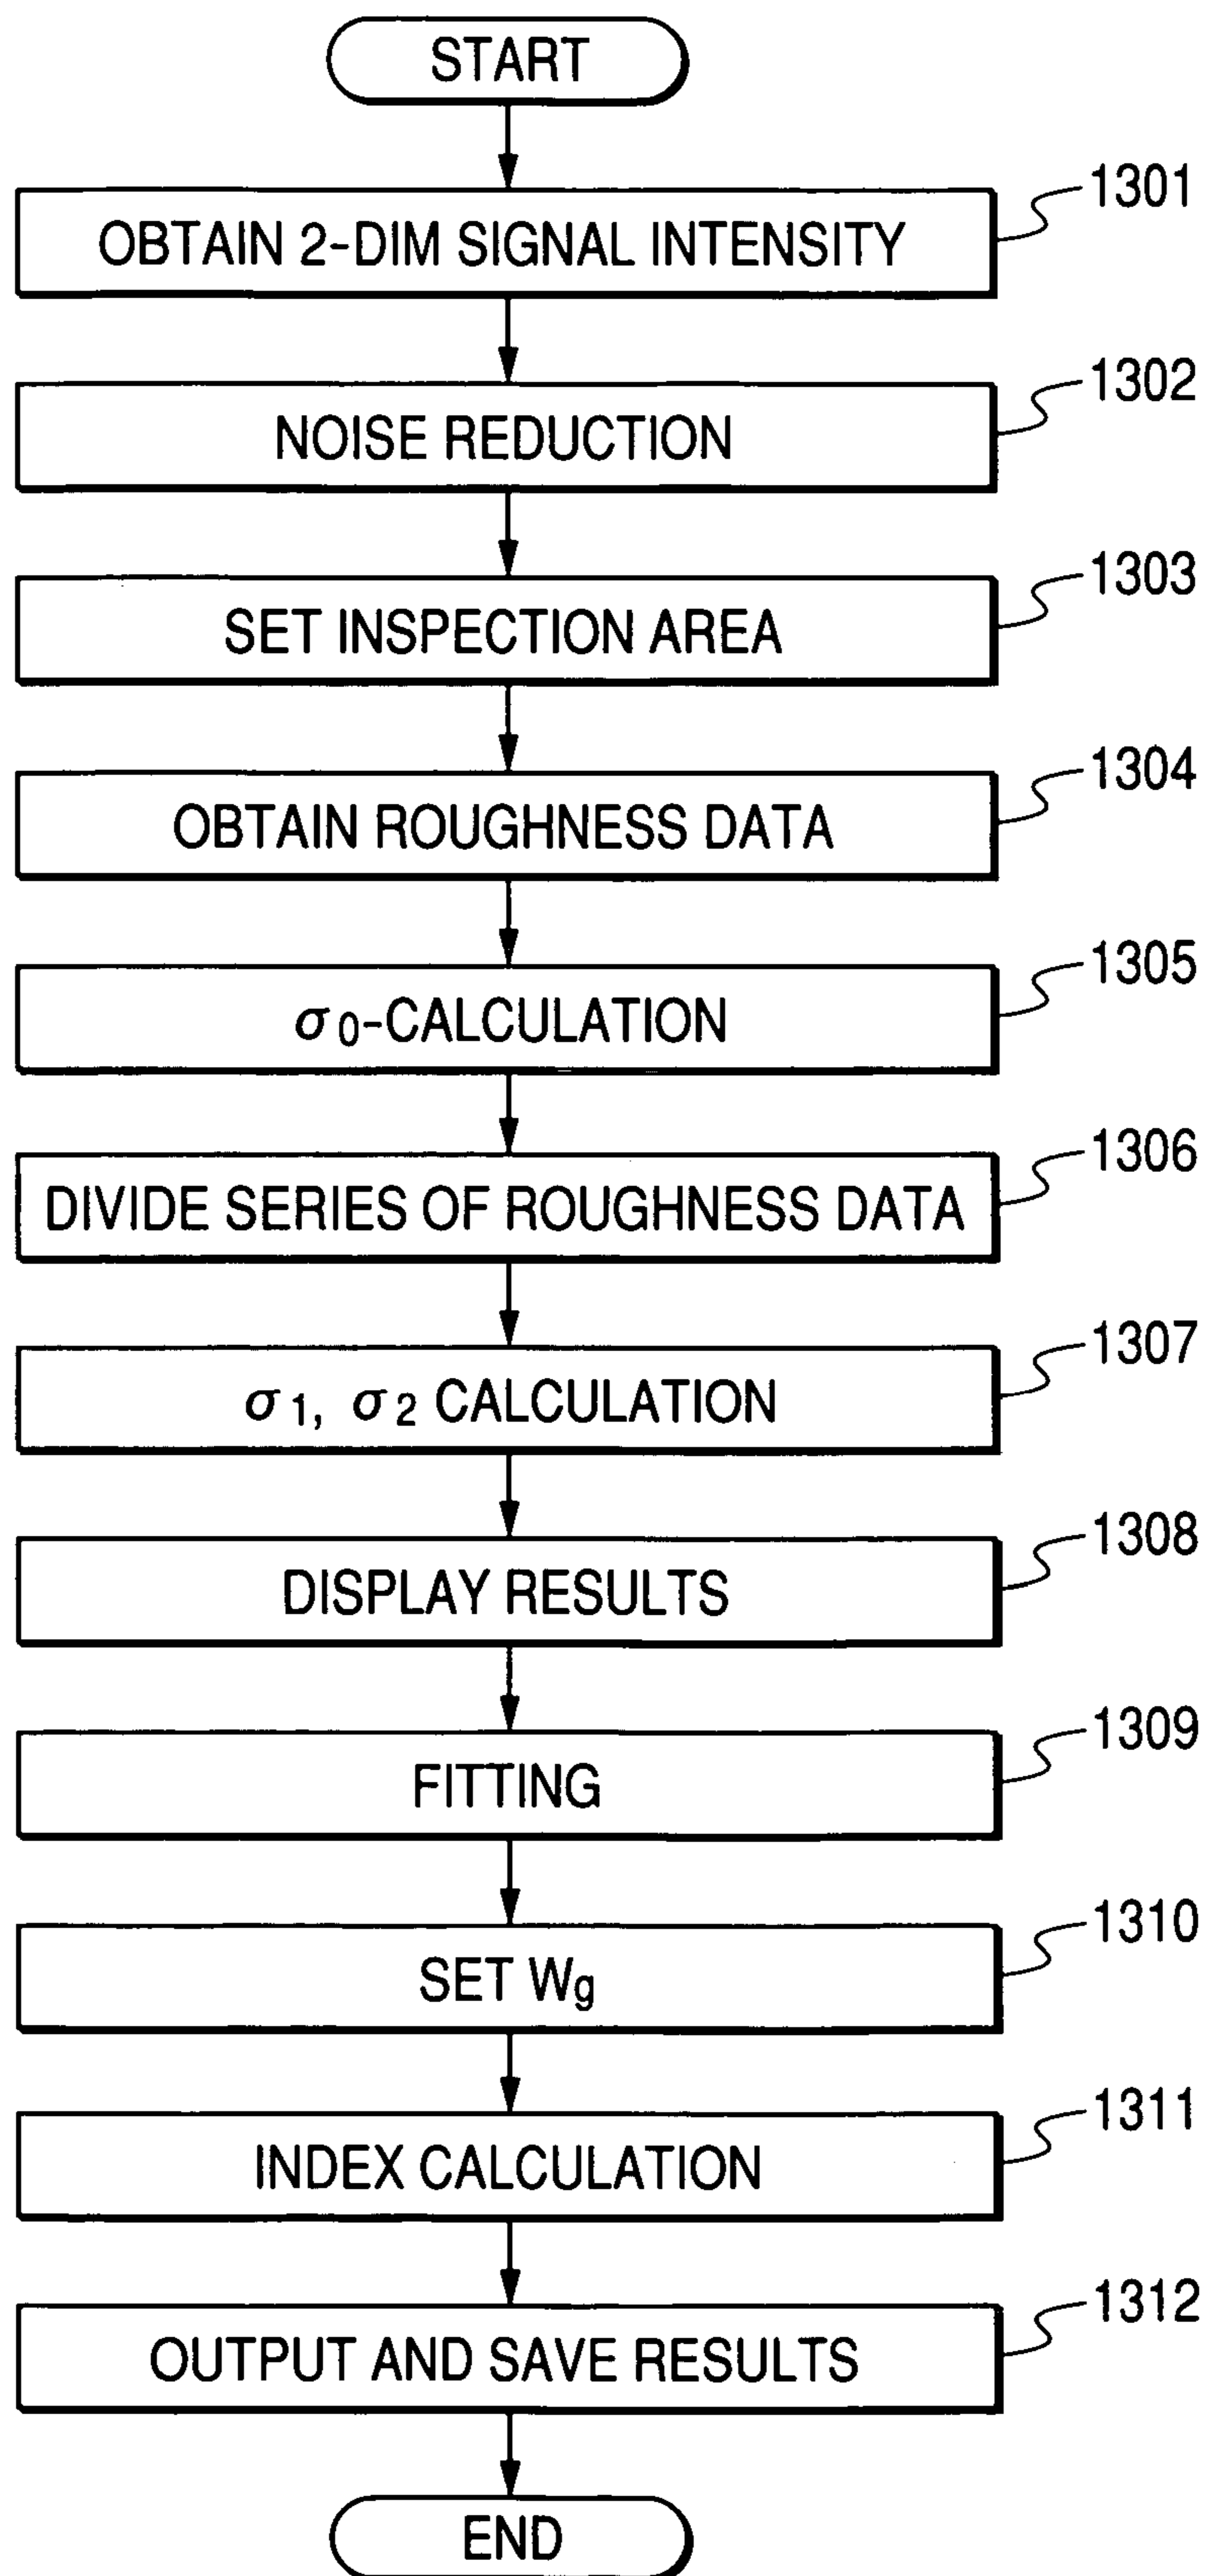 START
1301
OBTAIN 2-DIM SIGNAL INTENSITY
1302
NOISE REDUCTION
1303
SET INSPECTION AREA
1304
OBTAIN ROUGHNESS DATA
1305
σ0-CALCULATION
1306
DIVIDE SERIES OF ROUGHNESS DATA
1307
σ1, σ2 CALCULATION
1308
DISPLAY RESULTS
1309
FITTING
1310
SET Wg
1311
INDEX CALCULATION
1312
OUTPUT AND SAVE RESULTS
END